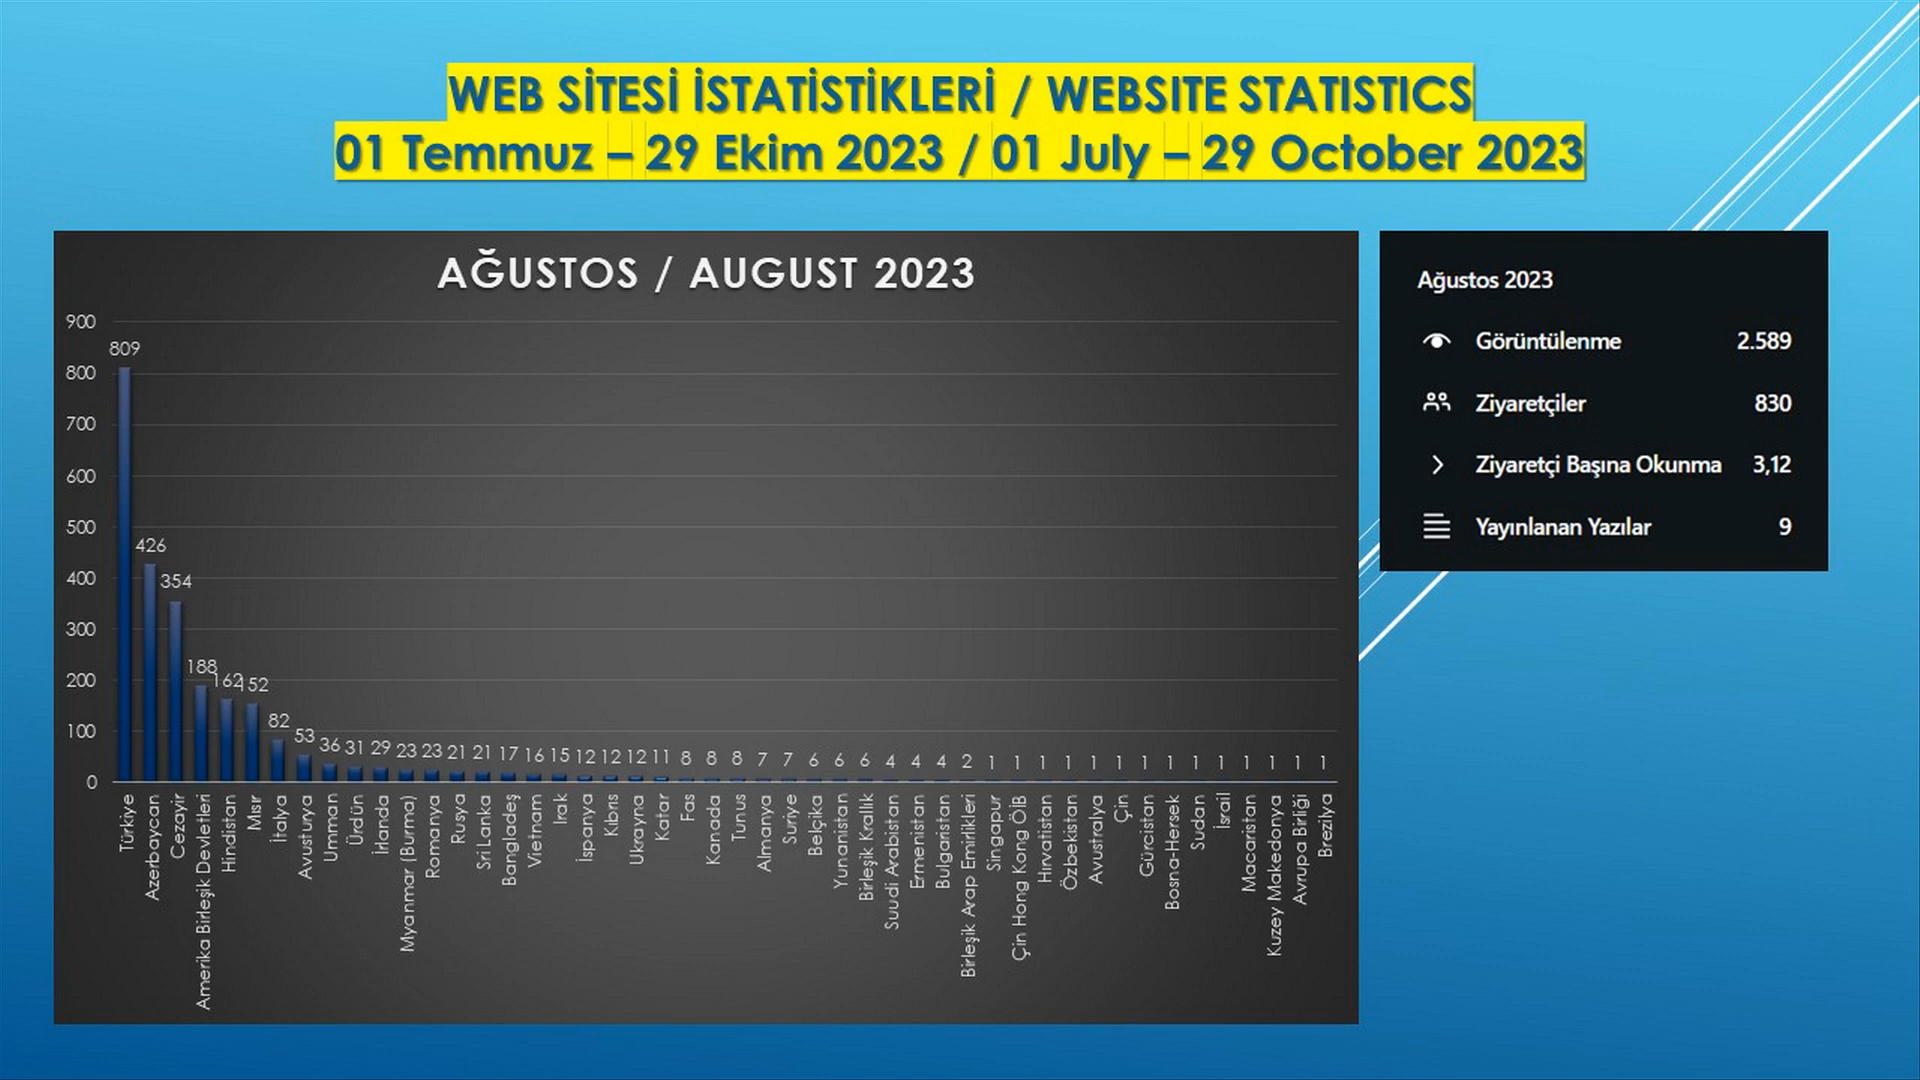 WEB SİTESİ İSTATİSTİKLERİ / WEBSITE STATISTICS
01 Temmuz – 29 Ekim 2023 / 01 July – 29 October 2023
AĞUSTOS / AUGUST 2023
900
800
700
600
500
400
300
200
100
0
809
426
354
188
162
152
82
53
36
31
29
23
23
21
21
17
16
15
12
12
12
11
8
8
8
7
7
6
6
6
4
4
4
2
1
1
1
1
1
1
1
1
1
1
1
1
1
1
Türkiye
Azerbaycan
Cezayir
Amerika Birleşik Devletleri
Hindistan
Mısır
İtalya
Avusturya
Umman
Ürdün
İrlanda
Myanmar (Burma)
Romanya
Rusya
Sri Lanka
Bangladeş
Vietnam
Irak
İspanya
Kıbrıs
Ukrayna
Katar
Fas
Kanada
Tunus
Almanya
Suriye
Belçika
Yunanistan
Birleşik Krallık
Suudi Arabistan
Ermenistan
Bulgaristan
Birleşik Arap Emirlikleri
Singapur
Çin Hong Kong ÖİB
Hırvatistan
Özbekistan
Avustralya
Çin
Gürcistan
Bosna-Hersek
Sudan
İsrail
Macaristan
Kuzey Makedonya
Avrupa Birliği
Brezilya
Ağustos 2023
Görüntülenme 2.589
Ziyaretçiler 830
Ziyaretçi Başına Okunma 3,12
Yayınlanan Yazılar 9